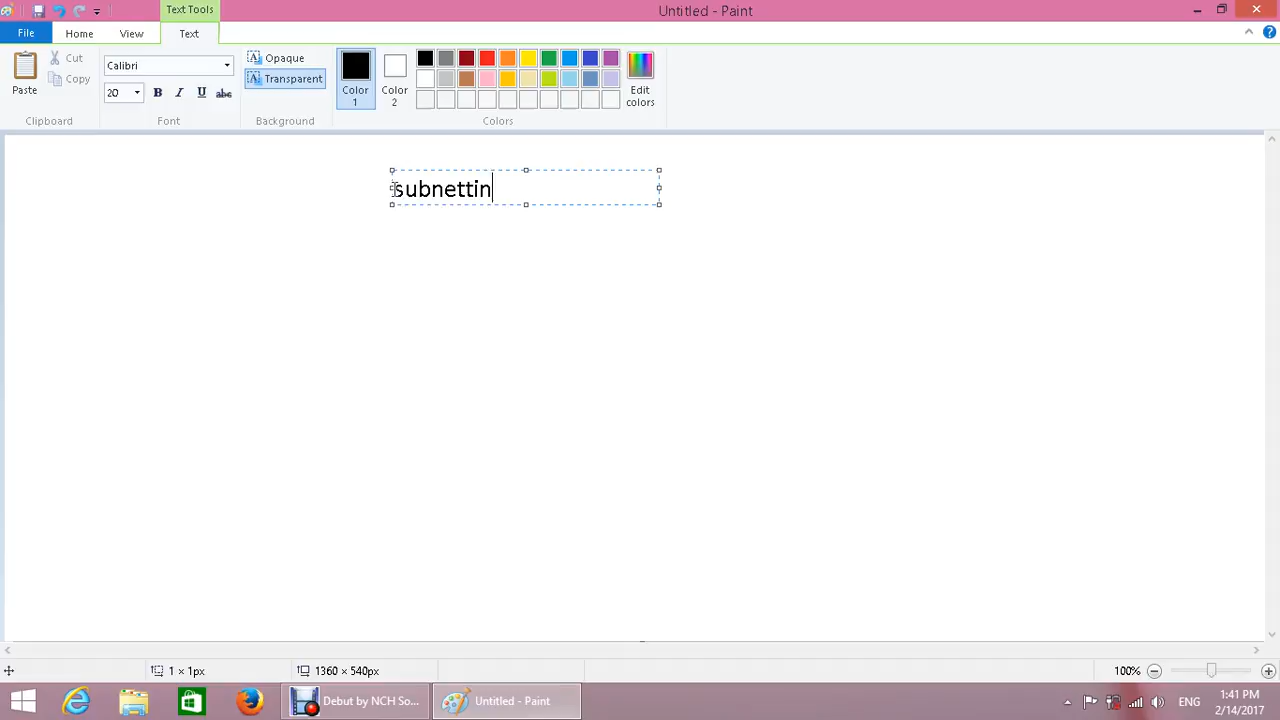 Text Tools
Untitled - Paint
File
Home
View
Text
Paste
Cut
Copy
Clipboard
Calibri
20
B I U abc
Font
Opaque
Transparent
Background
Color 1
Color 2
Edit colors
Colors
subnettin
1 × 1px
1360 × 540px
100%
Debut by NCH So...
Untitled - Paint
ENG
1:41 PM
2/14/2017